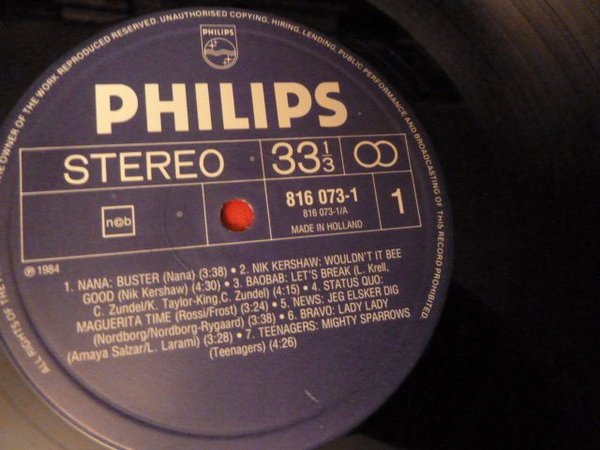 OWNER OF THE WORK REPRODUCED RESERVED. UNAUTHORISED COPYING, HIRING, LENDING, PUBLIC PERFORMANCE AND BROADCASTING OF THIS RECORD PROHIBITED.
PHILIPS
PHILIPS
STEREO 33 1/3
816 073-1
816 073-1/A
MADE IN HOLLAND
1
n©b
℗ 1984
1. NANA: BUSTER (Nana) (3:38) • 2. NIK KERSHAW: WOULDN'T IT BEE
GOOD (Nik Kershaw) (4:30) • 3. BAOBAB: LET'S BREAK (L. Krell,
C. Zundel/K. Taylor-King,C. Zundel) (4:15) • 4. STATUS QUO:
MAGUERITA TIME (Rossi/Frost) (3:24) • 5. NEWS: JEG ELSKER DIG
(Nordborg/Nordborg-Rygaard) (3:38) • 6. BRAVO: LADY LADY
(Amaya Salzar/L. Larami) (3:28) • 7. TEENAGERS: MIGHTY SPARROWS
(Teenagers) (4:26)
ALL RIGHTS OF THE